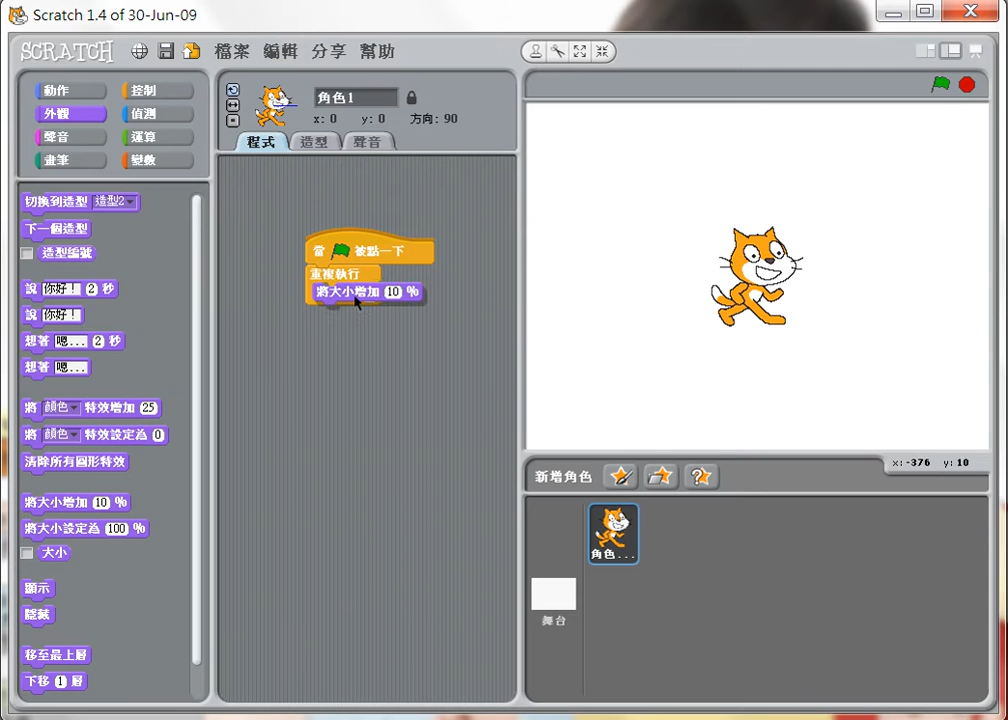 Scratch 1.4 of 30-Jun-09
SCRATCH 檔案 編輯 分享 幫助
動作 控制
外觀 偵測
聲音 運算
畫筆 變數
角色1
x: 0 y: 0 方向: 90
程式 造型 聲音
切換到造型 造型2
下一個造型
造型編號
說 你好！ 2 秒
說 你好！
想著 嗯... 2 秒
想著 嗯...
將 顏色 特效增加 25
將 顏色 特效設定為 0
清除所有圖形特效
將大小增加 10 %
將大小設定為 100 %
大小
顯示
隱藏
移至最上層
下移 1 層
當 被點一下
重複執行
將大小增加 10 %
x: -376 y: 10
新增角色
角色...
舞台